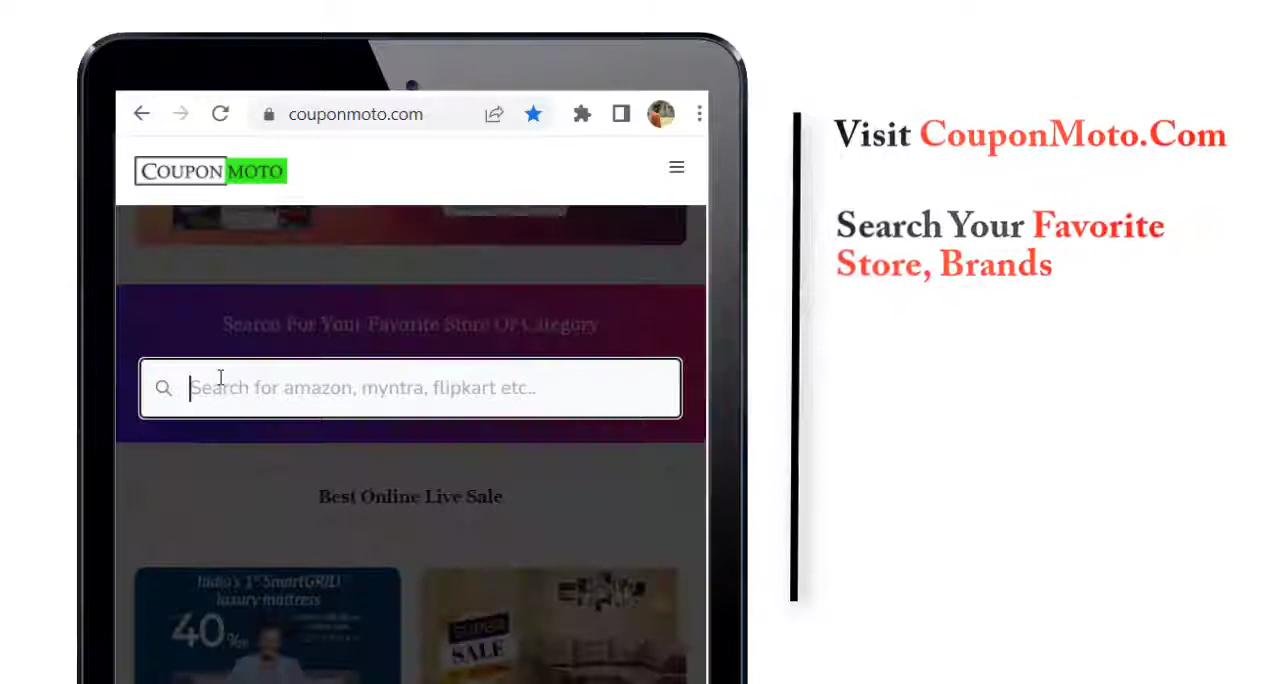 couponmoto.com
COUPON MOTO
Visit CouponMoto.Com
Search Your Favorite
Store, Brands
Search For Your Favorite Store Or Category
Search for amazon, myntra, flipkart etc..
Best Online Live Sale
India's 1st SmartGRID
luxury mattress
40%
SUPER
SALE